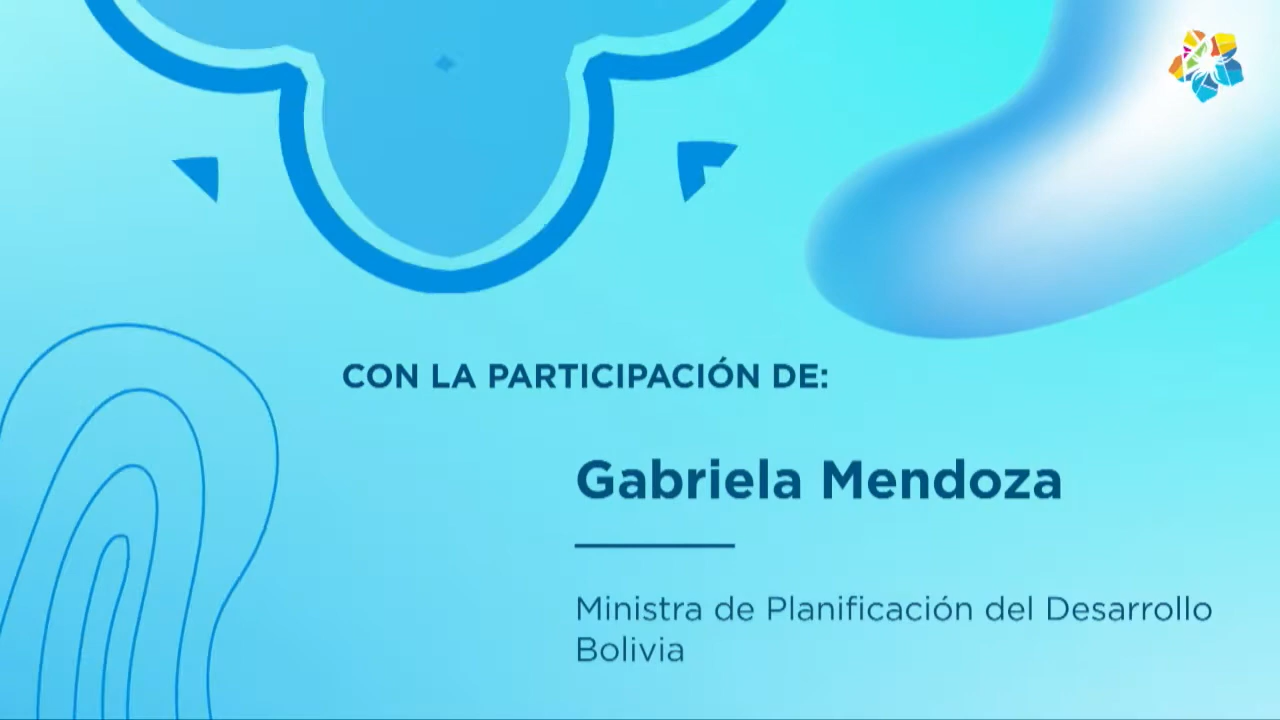 CON LA PARTICIPACIÓN DE:
Gabriela Mendoza
Ministra de Planificación del Desarrollo
Bolivia